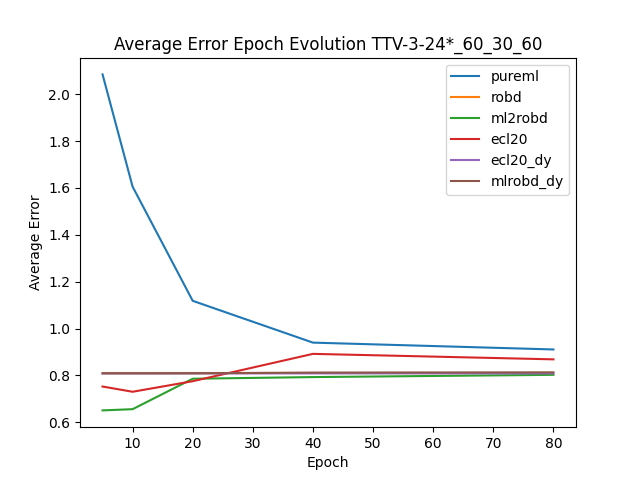 Average Error Epoch Evolution TTV-3-24*_60_30_60
pureml
robd
ml2robd
ecl20
ecl20_dy
mlrobd_dy
Average Error
2.0
1.8
1.6
1.4
1.2
1.0
0.8
0.6
10 20 30 40 50 60 70 80
Epoch